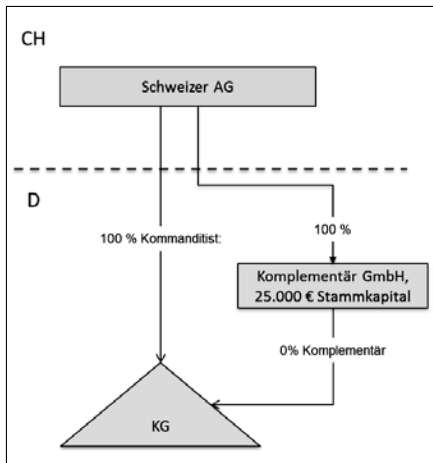 CH
Schweizer AG
D
100 % Kommanditist:
100 %
Komplementär GmbH,
25.000 € Stammkapital
0% Komplementär
KG